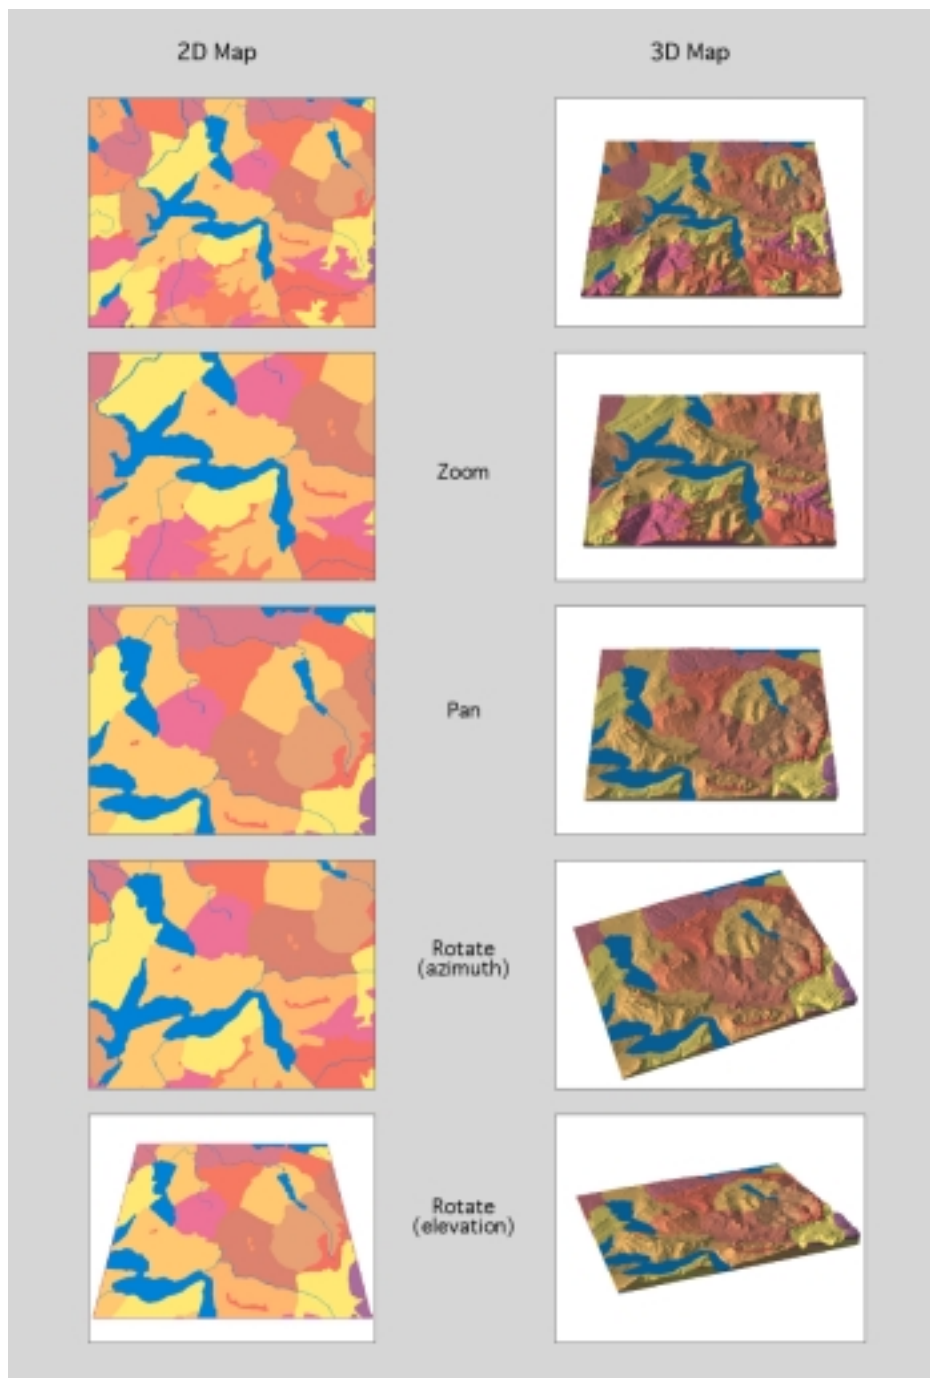 2D Map
3D Map
Zoom
Pan
Rotate
(azimuth)
Rotate
(elevation)